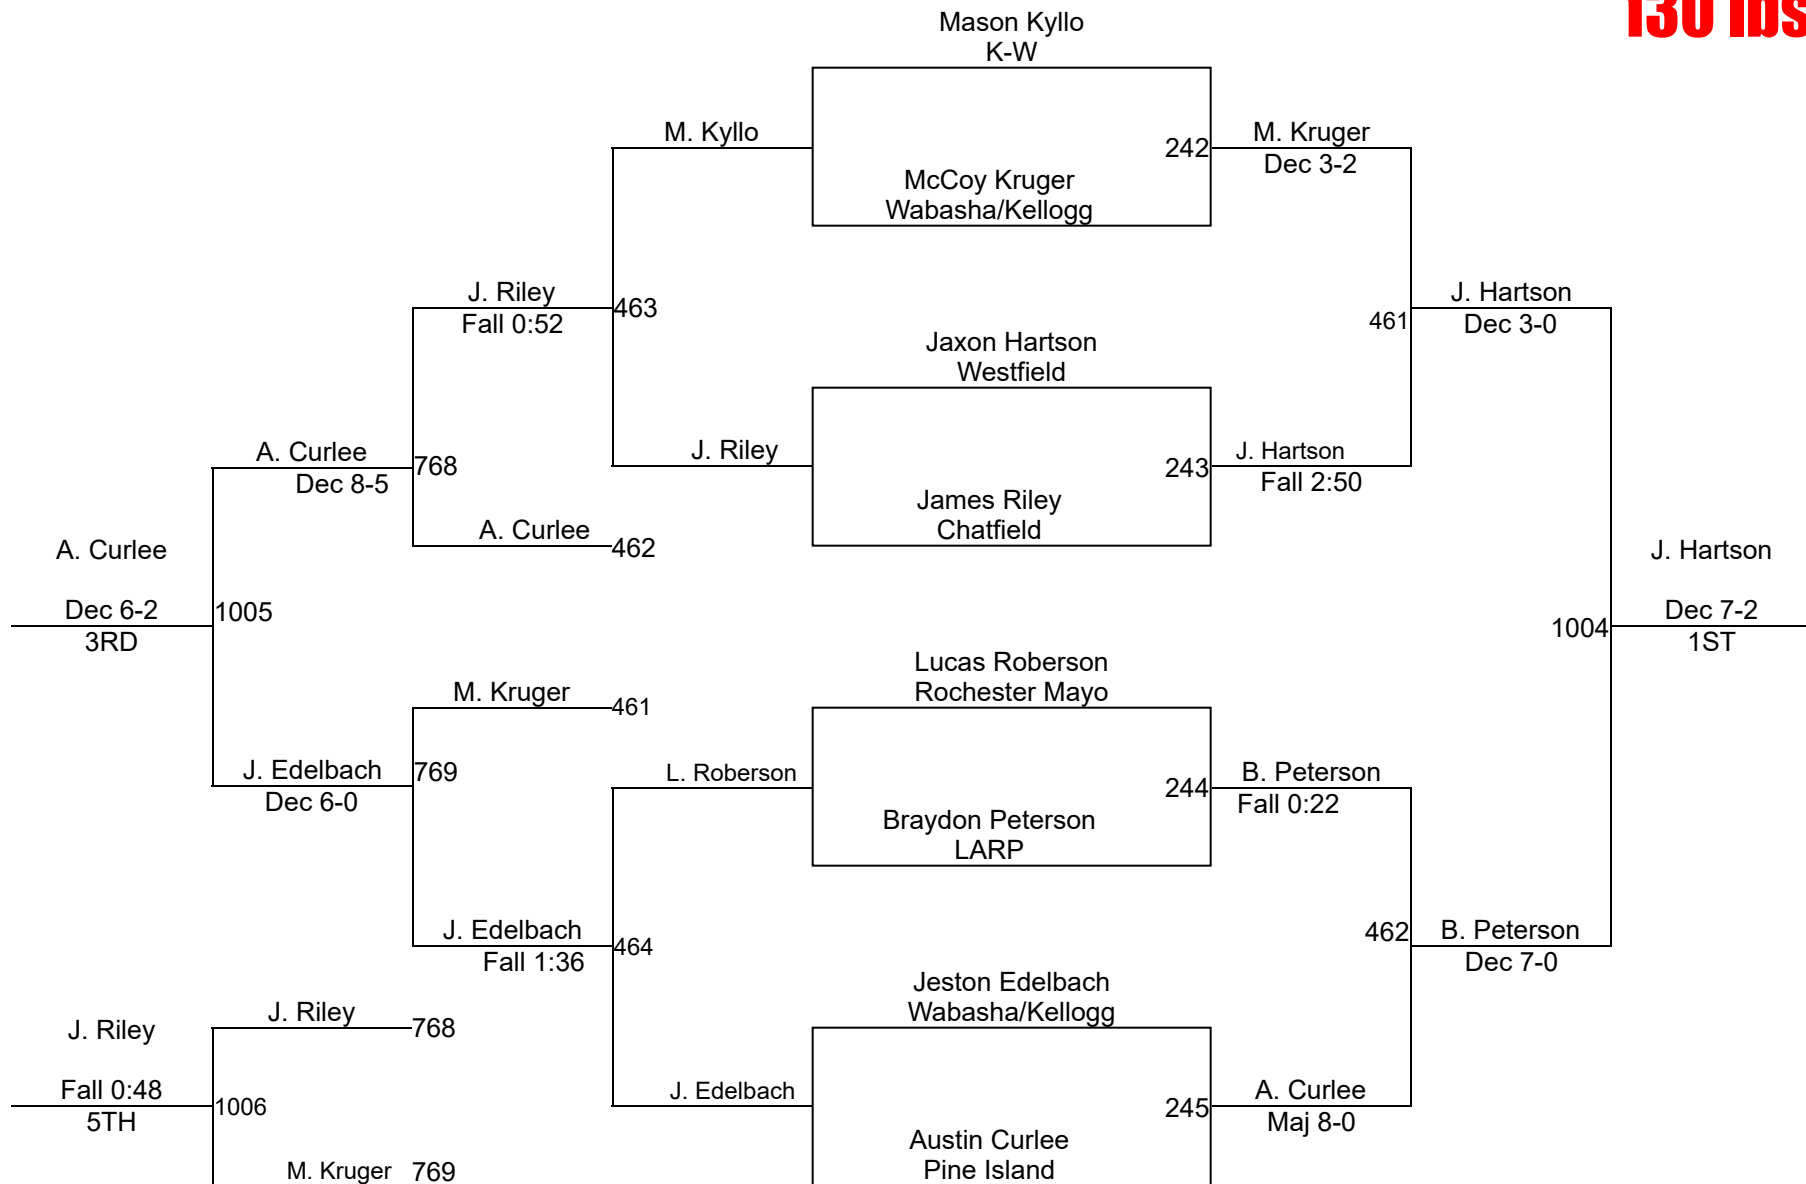 130 lbs
Mason Kyllo
K-W
M. Kyllo
242
M. Kruger
Dec 3-2
McCoy Kruger
Wabasha/Kellogg
J. Riley
Fall 0:52
463
461
J. Hartson
Dec 3-0
Jaxon Hartson
Westfield
A. Curlee
Dec 8-5
768
J. Riley
243
J. Hartson
Fall 2:50
James Riley
Chatfield
A. Curlee
462
A. Curlee
Dec 6-2
3RD
1005
J. Hartson
Dec 7-2
1ST
1004
Lucas Roberson
Rochester Mayo
M. Kruger
461
J. Edelbach
Dec 6-0
769
L. Roberson
244
B. Peterson
Fall 0:22
Braydon Peterson
LARP
J. Edelbach
Fall 1:36
464
462
B. Peterson
Dec 7-0
Jeston Edelbach
Wabasha/Kellogg
J. Riley
768
J. Riley
Fall 0:48
5TH
1006
J. Edelbach
245
A. Curlee
Maj 8-0
Austin Curlee
Pine Island
M. Kruger
769